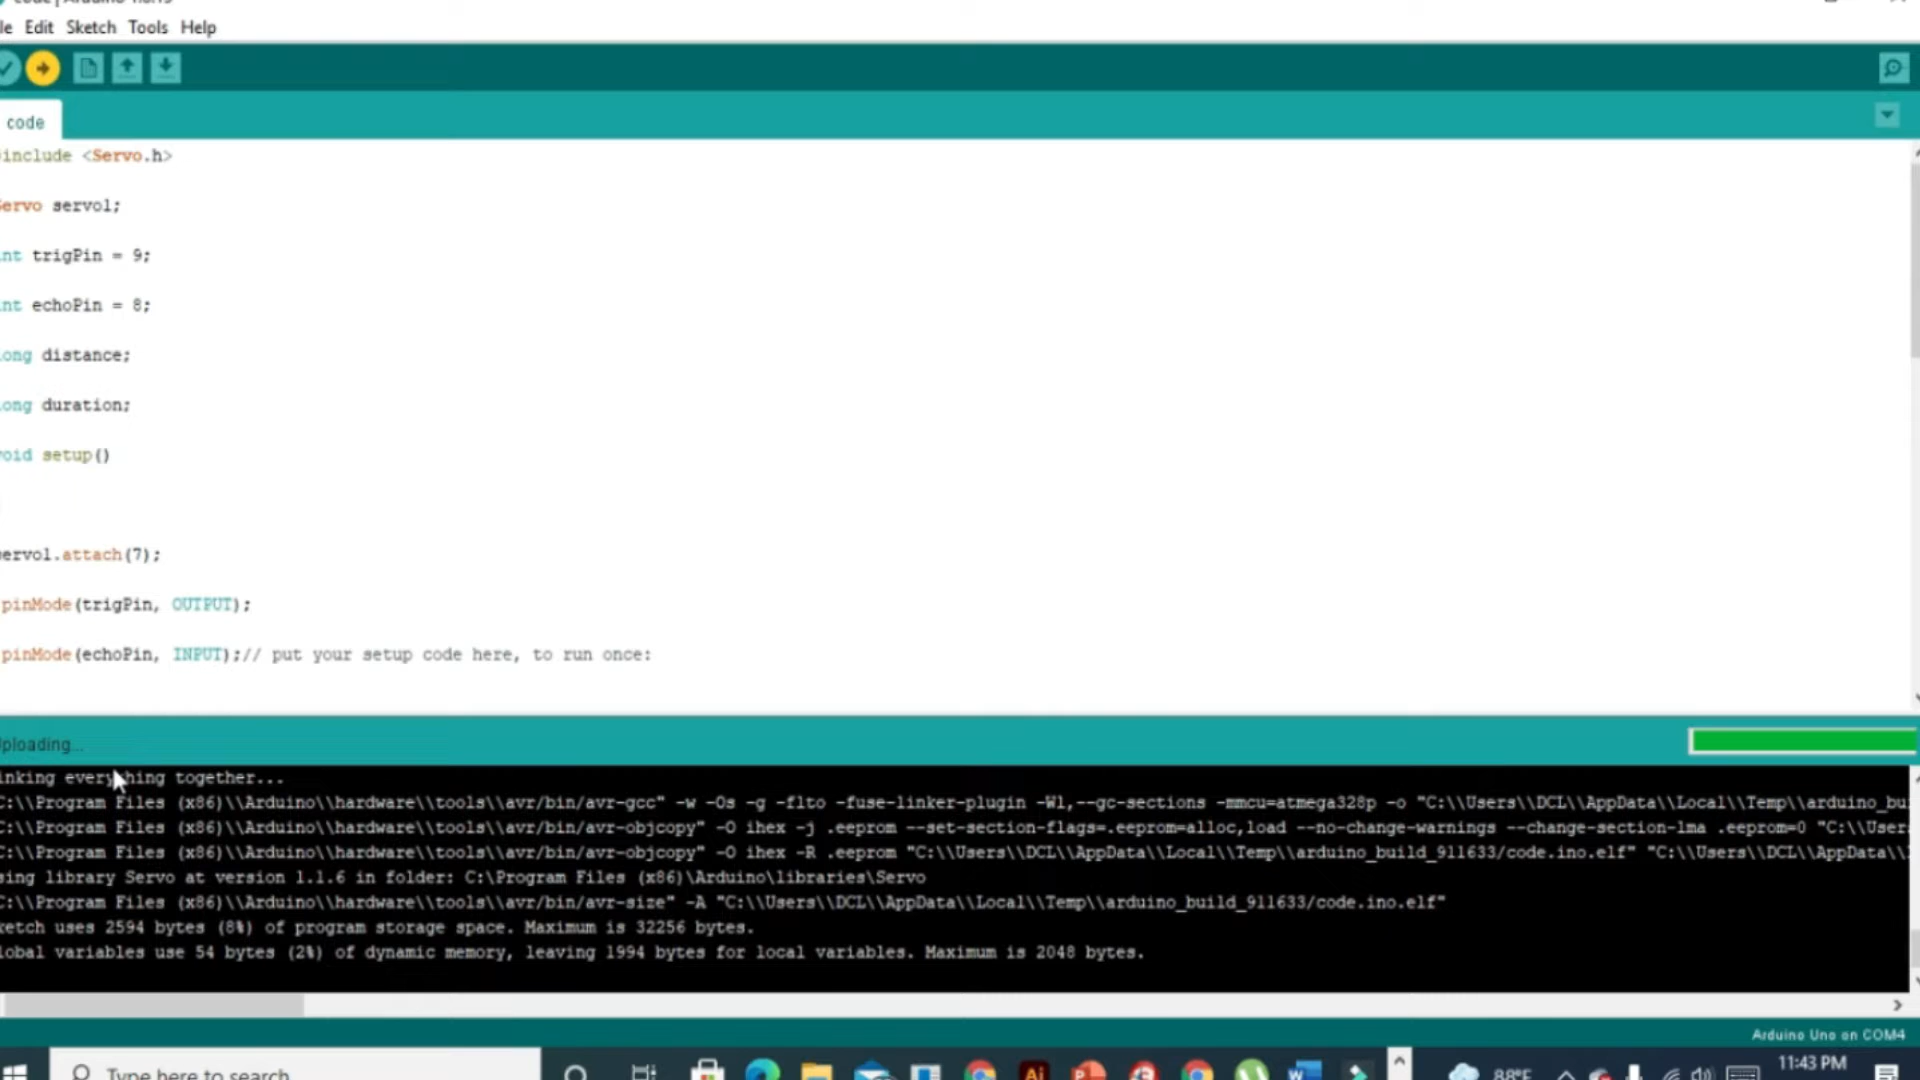 le Edit Sketch Tools Help
code
include <Servo.h>
Servo servo1;
int trigPin = 9;
int echoPin = 8;
long distance;
long duration;
void setup()
servo1.attach(7);
pinMode(trigPin, OUTPUT);
pinMode(echoPin, INPUT);// put your setup code here, to run once:
Uploading...
inking everything together...
C:\\Program Files (x86)\\Arduino\\hardware\\tools\\avr/bin/avr-gcc" -w -Os -g -flto -fuse-linker-plugin -Wl,--gc-sections -mmcu=atmega328p -o "C:\\Users\\DCL\\AppData\\Local\\Temp\\arduino_bu
C:\\Program Files (x86)\\Arduino\\hardware\\tools\\avr/bin/avr-objcopy" -O ihex -j .eeprom --set-section-flags=.eeprom=alloc,load --no-change-warnings --change-section-lma .eeprom=0 "C:\\User
C:\\Program Files (x86)\\Arduino\\hardware\\tools\\avr/bin/avr-objcopy" -O ihex -R .eeprom "C:\\Users\\DCL\\AppData\\Local\\Temp\\arduino_build_911633/code.ino.elf" "C:\\Users\\DCL\\AppData\\
sing library Servo at version 1.1.6 in folder: C:\Program Files (x86)\Arduino\libraries\Servo
C:\\Program Files (x86)\\Arduino\\hardware\\tools\\avr/bin/avr-size" -A "C:\\Users\\DCL\\AppData\\Local\\Temp\\arduino_build_911633/code.ino.elf"
ketch uses 2594 bytes (8%) of program storage space. Maximum is 32256 bytes.
lobal variables use 54 bytes (2%) of dynamic memory, leaving 1994 bytes for local variables. Maximum is 2048 bytes.
Arduino Uno on COM4
Type here to search
88°F
11:43 PM